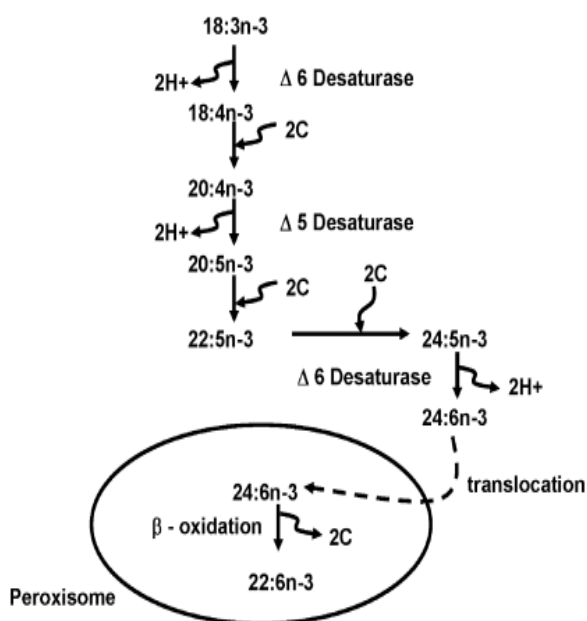 18:3n-3
2H+
Δ 6 Desaturase
18:4n-3
2C
20:4n-3
2H+
Δ 5 Desaturase
20:5n-3
2C
2C
22:5n-3
24:5n-3
Δ 6 Desaturase
2H+
24:6n-3
translocation
24:6n-3
β - oxidation
2C
22:6n-3
Peroxisome